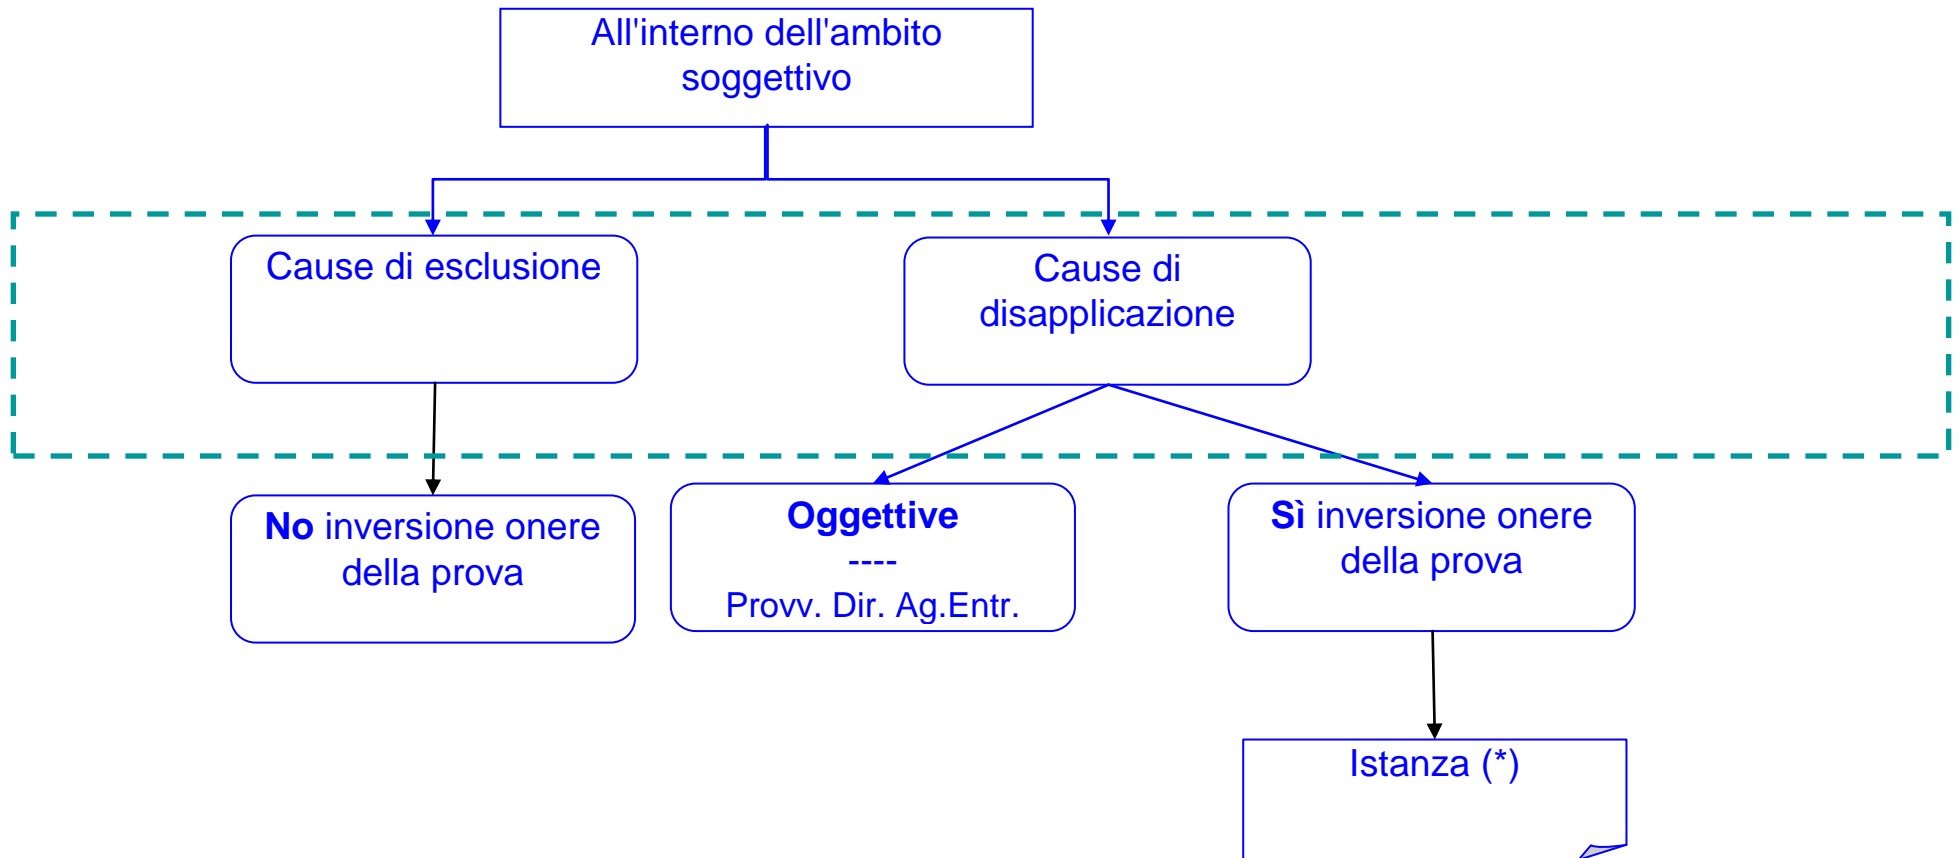 All'interno dell'ambito
soggettivo
Cause di esclusione
Cause di
disapplicazione
No inversione onere
della prova
Oggettive
----
Provv. Dir. Ag.Entr.
Sì inversione onere
della prova
Istanza (*)